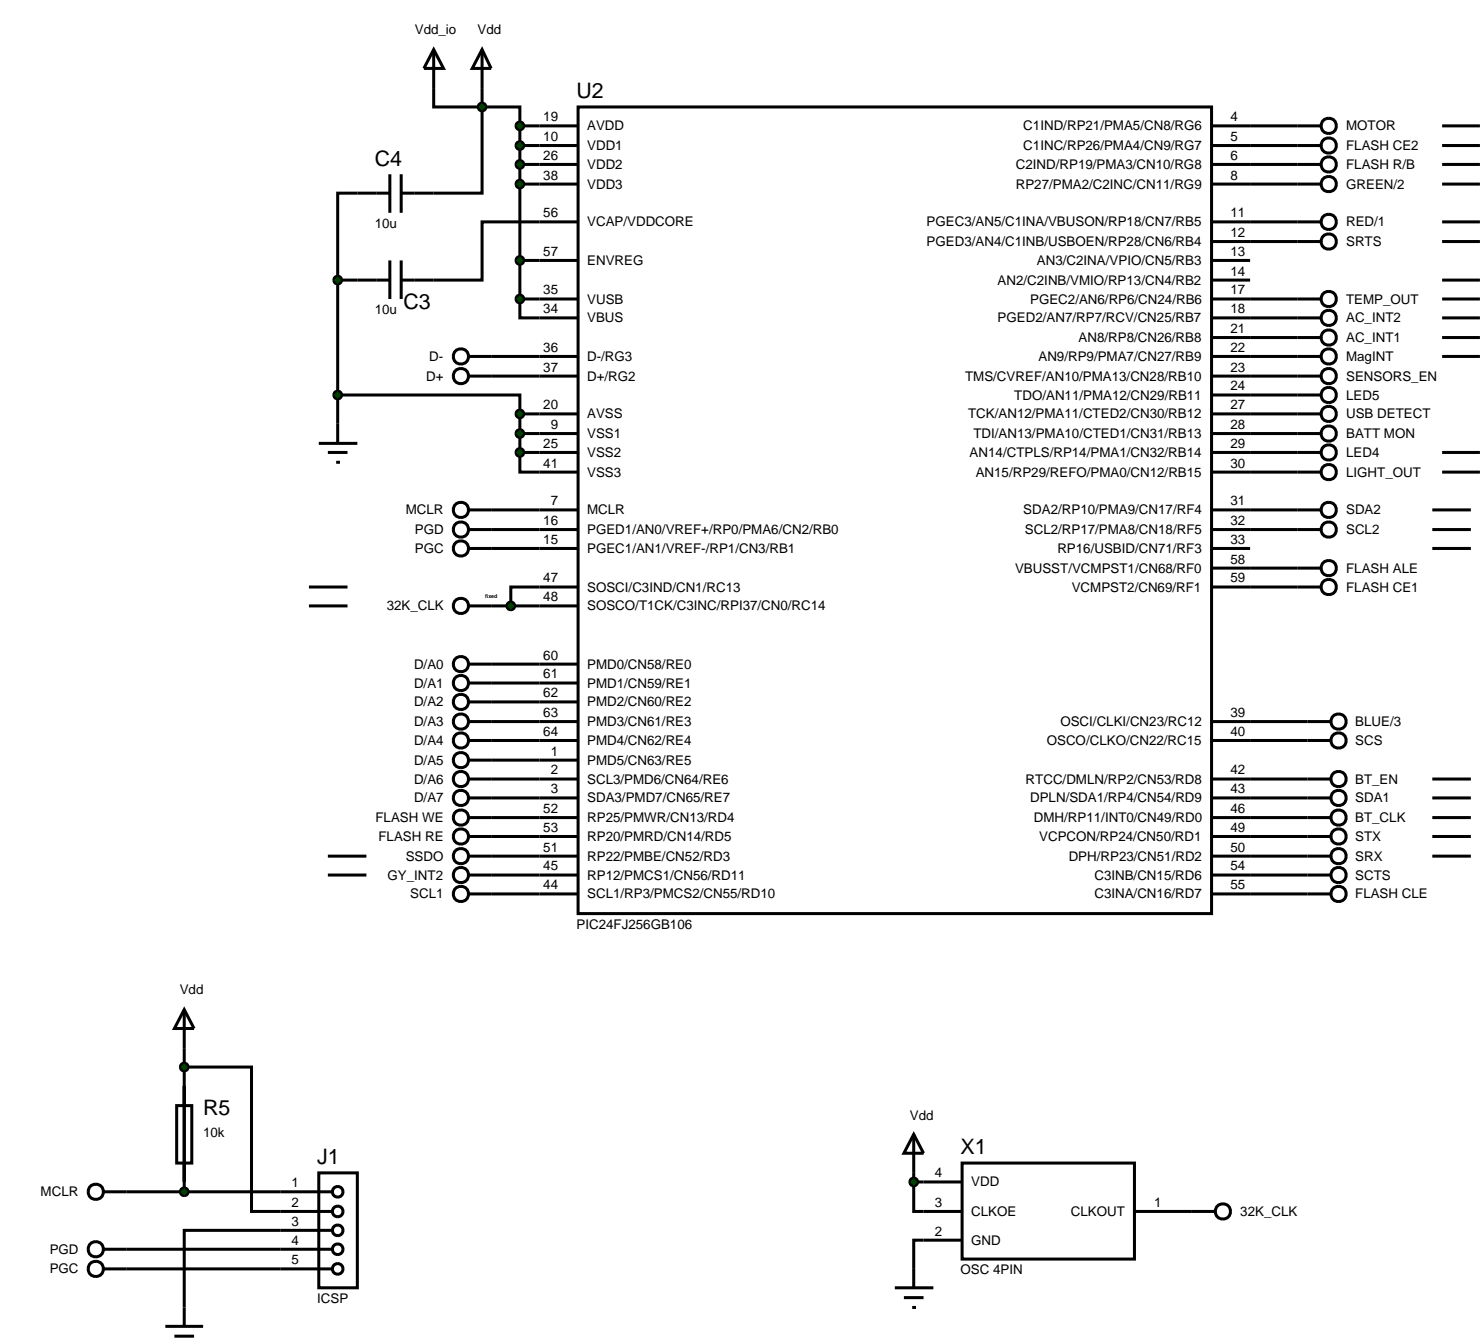 Vdd_io Vdd
U2
19 AVDD C1IND/RP21/PMA5/CN8/RG6 4 MOTOR
10 VDD1 C1INC/RP26/PMA4/CN9/RG7 5 FLASH CE2
26 VDD2 C2IND/RP19/PMA3/CN10/RG8 6 FLASH R/B
38 VDD3 RP27/PMA2/C2INC/CN11/RG9 8 GREEN/2
C4
10u
56 VCAP/VDDCORE PGEC3/AN5/C1INA/VBUSON/RP18/CN7/RB5 11 RED/1
PGED3/AN4/C1INB/USBOEN/RP28/CN6/RB4 12 SRTS
57 ENVREG AN3/C2INA/VPIO/CN5/RB3 13
AN2/C2INB/VMIO/RP13/CN4/RB2 14
C3
10u
35 VUSB PGEC2/AN6/RP6/CN24/RB6 17 TEMP_OUT
34 VBUS PGED2/AN7/RP7/RCV/CN25/RB7 18 AC_INT2
AN8/RP8/CN26/RB8 21 AC_INT1
D- 36 D-/RG3 AN9/RP9/PMA7/CN27/RB9 22 MagINT
D+ 37 D+/RG2 TMS/CVREF/AN10/PMA13/CN28/RB10 23 SENSORS_EN
TDO/AN11/PMA12/CN29/RB11 24 LED5
20 AVSS TCK/AN12/PMA11/CTED2/CN30/RB12 27 USB DETECT
9 VSS1 TDI/AN13/PMA10/CTED1/CN31/RB13 28 BATT MON
25 VSS2 AN14/CTPLS/RP14/PMA1/CN32/RB14 29 LED4
41 VSS3 AN15/RP29/REFO/PMA0/CN12/RB15 30 LIGHT_OUT
MCLR 7 MCLR SDA2/RP10/PMA9/CN17/RF4 31 SDA2
PGD 16 PGED1/AN0/VREF+/RP0/PMA6/CN2/RB0 SCL2/RP17/PMA8/CN18/RF5 32 SCL2
PGC 15 PGEC1/AN1/VREF-/RP1/CN3/RB1 RP16/USBID/CN71/RF3 33
VBUSST/VCMPST1/CN68/RF0 58 FLASH ALE
47 SOSCI/C3IND/CN1/RC13 VCMPST2/CN69/RF1 59 FLASH CE1
32K_CLK fixed 48 SOSCO/T1CK/C3INC/RPI37/CN0/RC14
D/A0 60 PMD0/CN58/RE0
D/A1 61 PMD1/CN59/RE1
D/A2 62 PMD2/CN60/RE2
D/A3 63 PMD3/CN61/RE3 OSCI/CLKI/CN23/RC12 39 BLUE/3
D/A4 64 PMD4/CN62/RE4 OSCO/CLKO/CN22/RC15 40 SCS
D/A5 1 PMD5/CN63/RE5
D/A6 2 SCL3/PMD6/CN64/RE6 RTCC/DMLN/RP2/CN53/RD8 42 BT_EN
D/A7 3 SDA3/PMD7/CN65/RE7 DPLN/SDA1/RP4/CN54/RD9 43 SDA1
FLASH WE 52 RP25/PMWR/CN13/RD4 DMH/RP11/INT0/CN49/RD0 46 BT_CLK
FLASH RE 53 RP20/PMRD/CN14/RD5 VCPCON/RP24/CN50/RD1 49 STX
SSDO 51 RP22/PMBE/CN52/RD3 DPH/RP23/CN51/RD2 50 SRX
GY_INT2 45 RP12/PMCS1/CN56/RD11 C3INB/CN15/RD6 54 SCTS
SCL1 44 SCL1/RP3/PMCS2/CN55/RD10 C3INA/CN16/RD7 55 FLASH CLE
PIC24FJ256GB106
Vdd
R5
10k
J1
MCLR 1
2
3
PGD 4
PGC 5
ICSP
Vdd
X1
4 VDD
3 CLKOE CLKOUT 1 32K_CLK
2 GND
OSC 4PIN